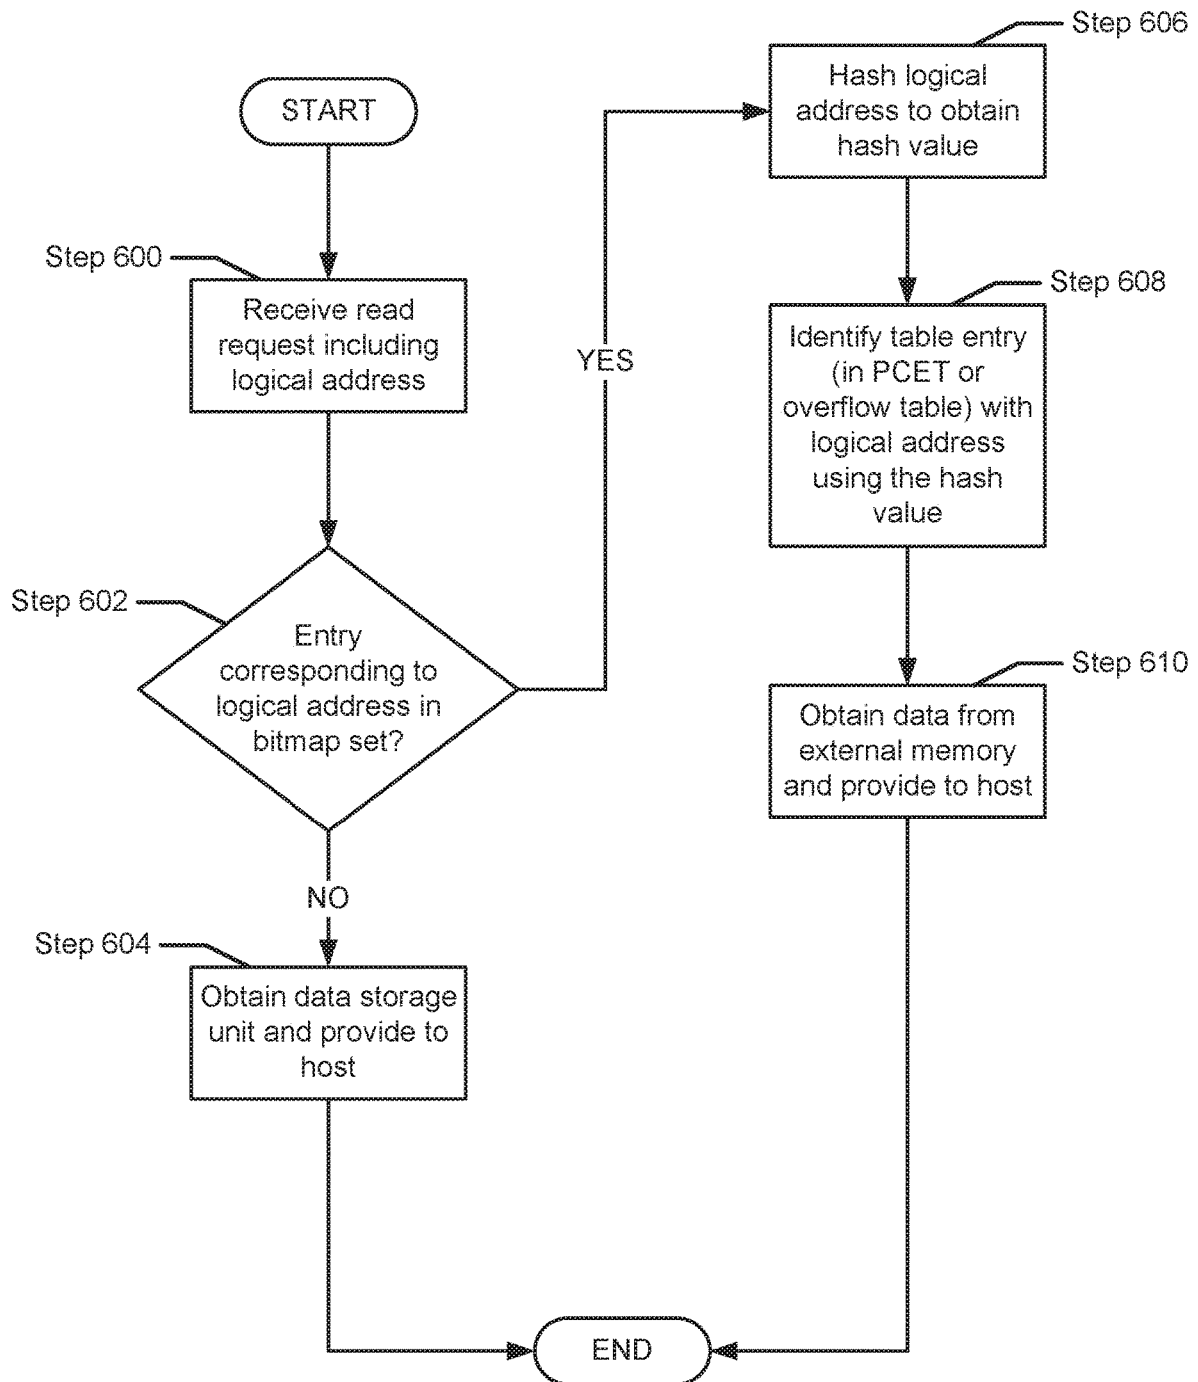 START
Step 600
Receive read
request including
logical address
Step 602
Entry
corresponding to
logical address in
bitmap set?
YES
NO
Step 604
Obtain data storage
unit and provide to
host
Step 606
Hash logical
address to obtain
hash value
Step 608
Identify table entry
(in PCET or
overflow table) with
logical address
using the hash
value
Step 610
Obtain data from
external memory
and provide to host
END